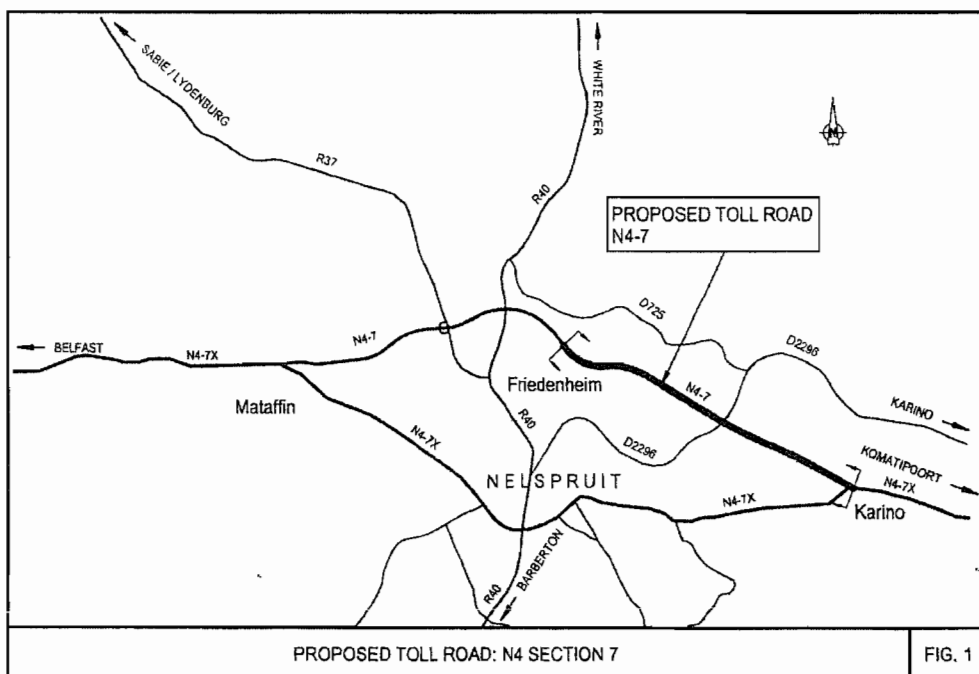 SABIE / LYDENBURG
WHITE RIVER
N
R37
R40
PROPOSED TOLL ROAD
N4-7
D725
D2296
BELFAST
N4-7X
N4-7
Friedenheim
N4-7
KARINO
Mataffin
R40
D2296
KOMATIPOORT
N4-7X
N4-7X
NELSPRUIT
N4-7X
Karino
BARBERTON
R40
PROPOSED TOLL ROAD: N4 SECTION 7
FIG. 1